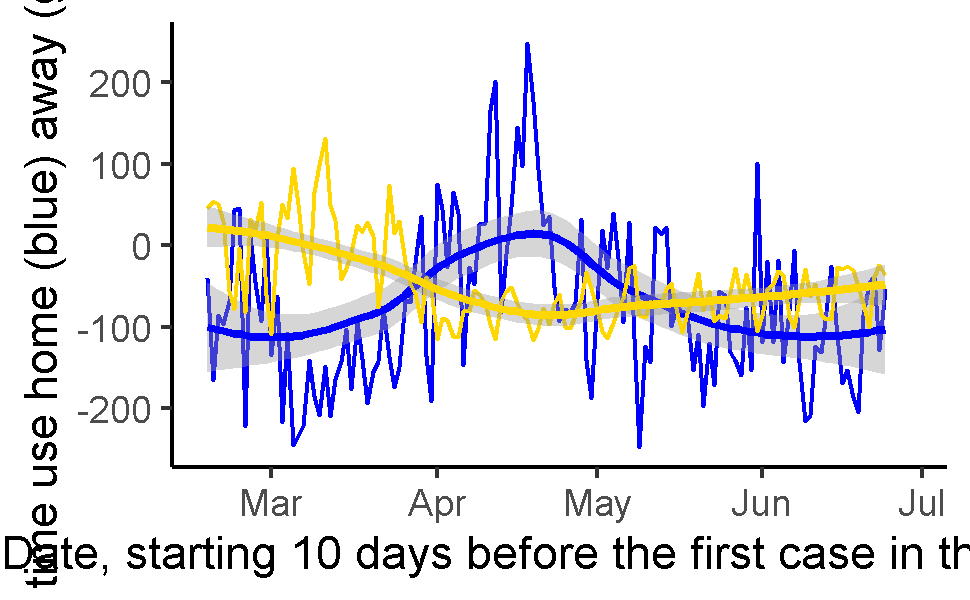 time use home (blue) away (
200
100
0
-100
-200
Mar Apr May Jun Jul
Date, starting 10 days before the first case in th